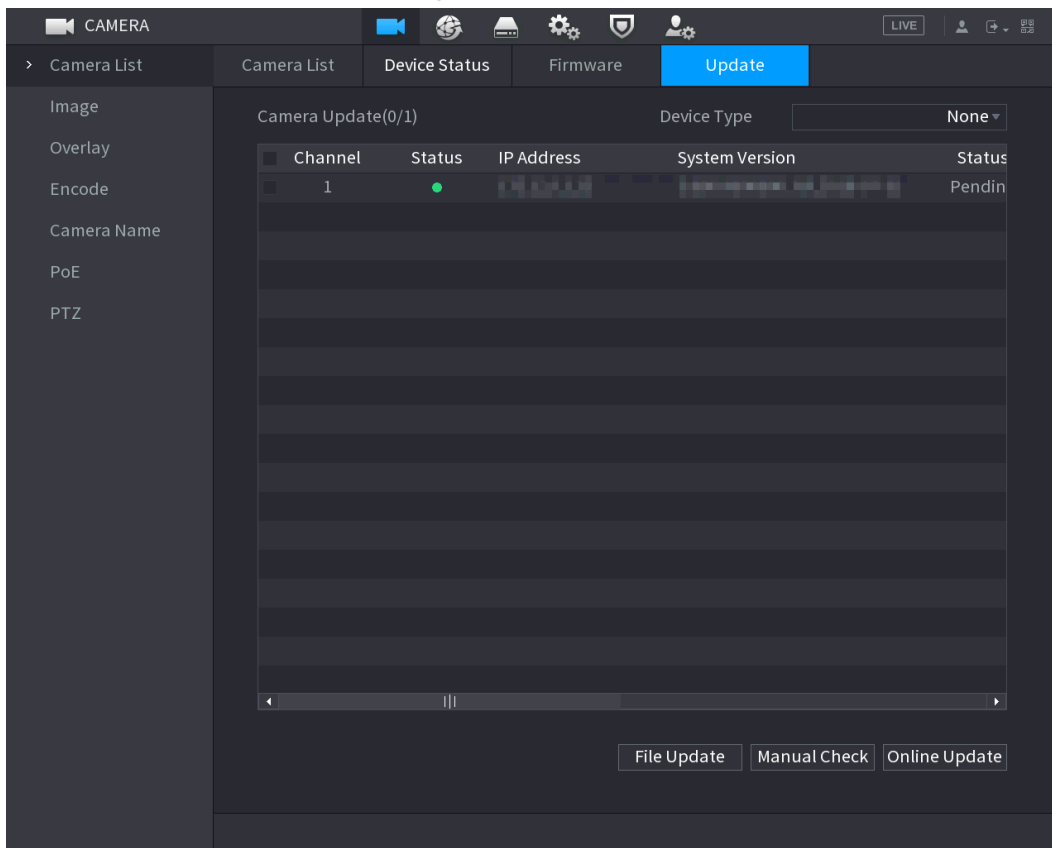 CAMERA LIVE
Camera List Camera List Device Status Firmware Update
Image
Camera Update(0/1) Device Type None
Overlay
Channel Status IP Address System Version Status
Encode
1 Pendin
Camera Name
PoE
PTZ
File Update Manual Check Online Update